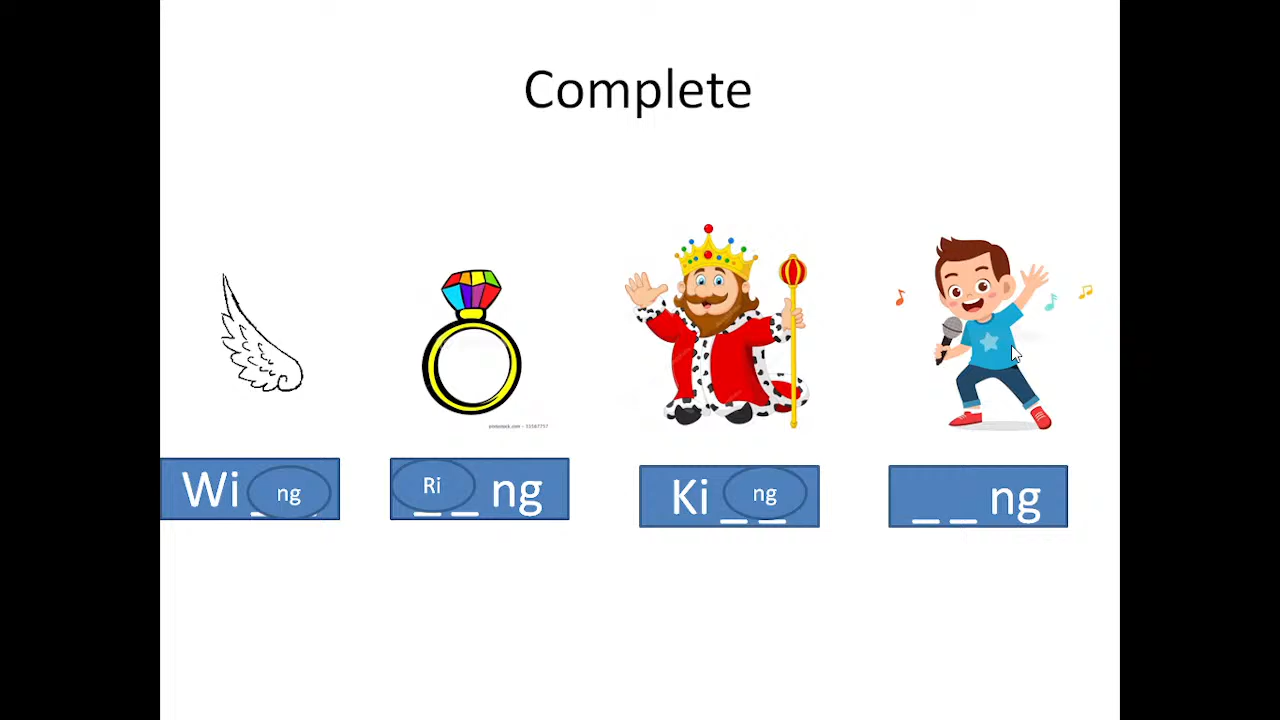 Complete
Wi ng
Ri _ _ ng
Ki ng _ _
_ _ ng